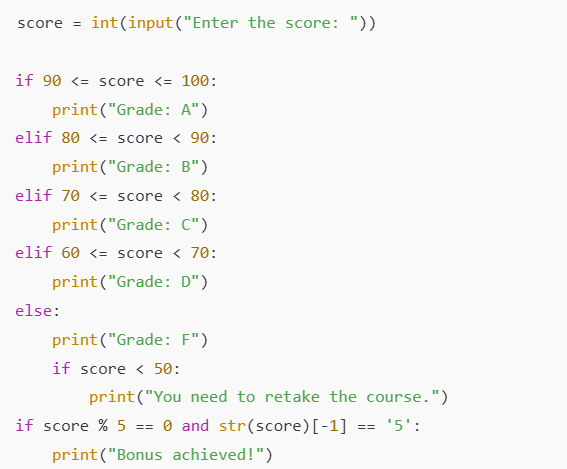 score = int(input("Enter the score: "))
if 90 <= score <= 100:
    print("Grade: A")
elif 80 <= score < 90:
    print("Grade: B")
elif 70 <= score < 80:
    print("Grade: C")
elif 60 <= score < 70:
    print("Grade: D")
else:
    print("Grade: F")
    if score < 50:
        print("You need to retake the course.")
if score % 5 == 0 and str(score)[-1] == '5':
    print("Bonus achieved!")